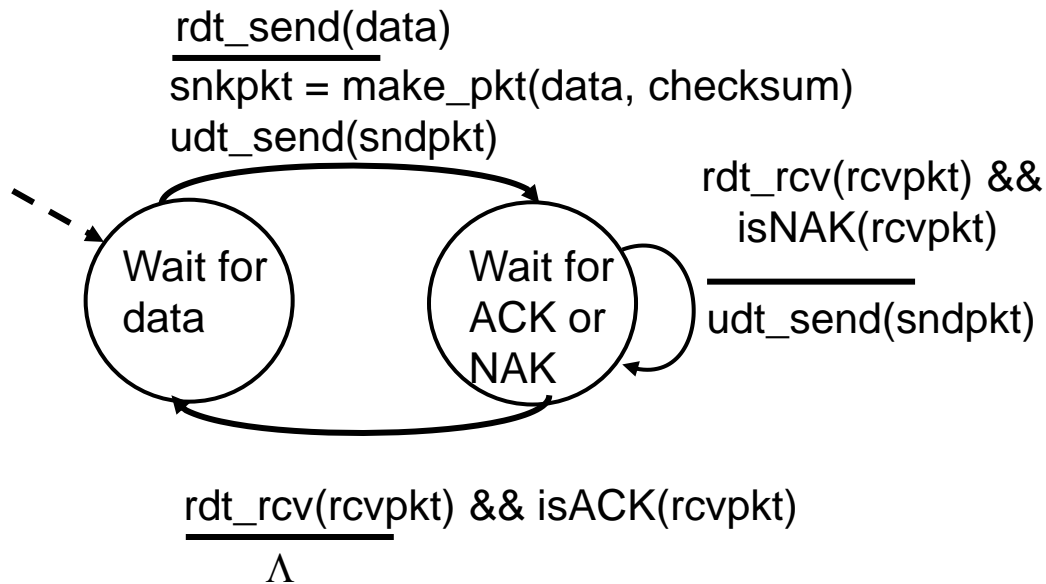 rdt_send(data)
snkpkt = make_pkt(data, checksum)
udt_send(sndpkt)
rdt_rcv(rcvpkt) &&
isNAK(rcvpkt)
udt_send(sndpkt)
Wait for
data
Wait for
ACK or
NAK
rdt_rcv(rcvpkt) && isACK(rcvpkt)
Λ